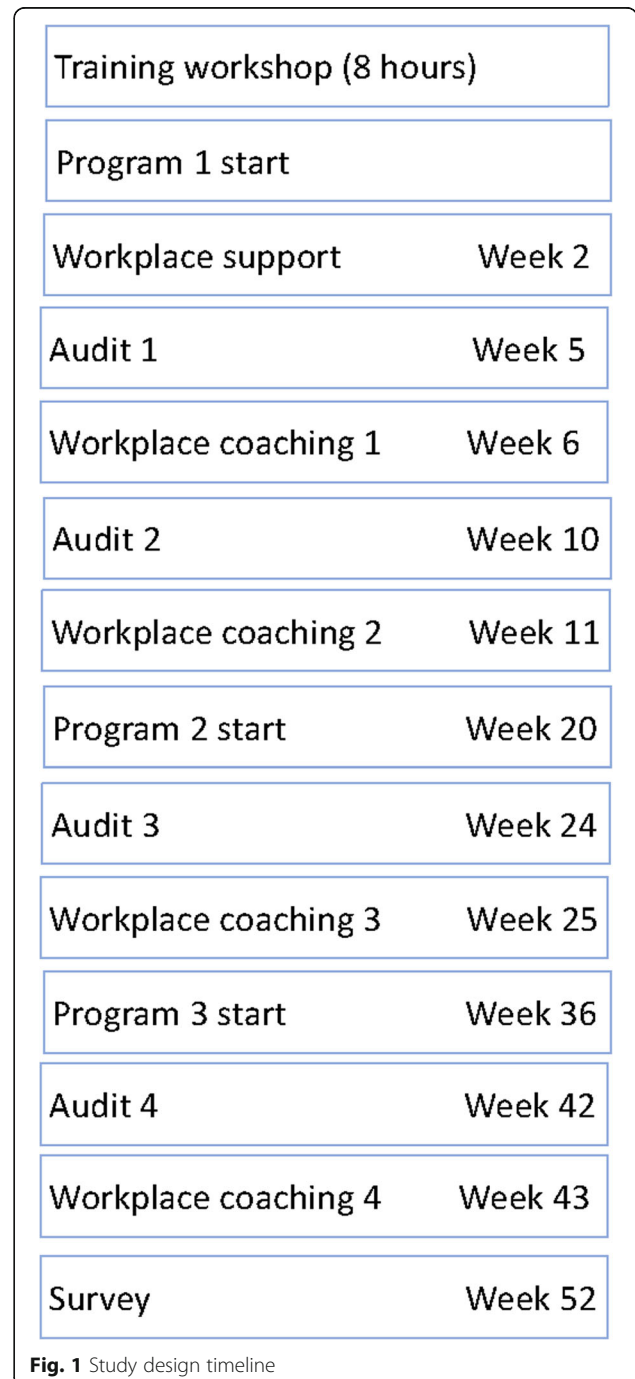 Training workshop (8 hours)
Program 1 start
Workplace support Week 2
Audit 1 Week 5
Workplace coaching 1 Week 6
Audit 2 Week 10
Workplace coaching 2 Week 11
Program 2 start Week 20
Audit 3 Week 24
Workplace coaching 3 Week 25
Program 3 start Week 36
Audit 4 Week 42
Workplace coaching 4 Week 43
Survey Week 52
Fig. 1 Study design timeline